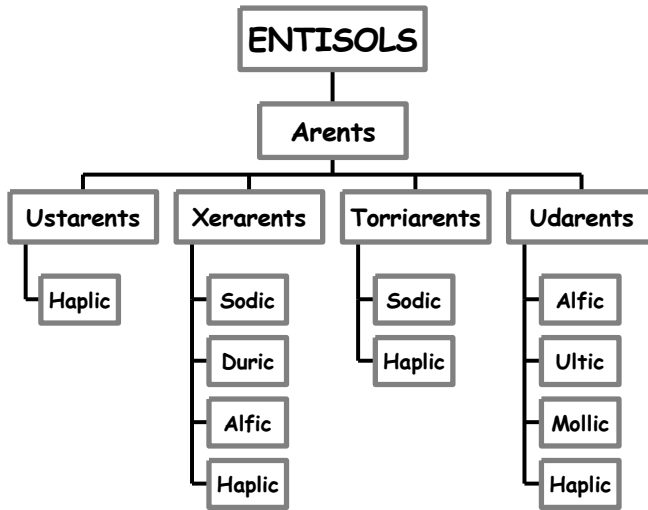 ENTISOLS
Arents
Ustarents
Xerarents
Torriarents
Udarents
Haplic
Sodic
Duric
Alfic
Haplic
Sodic
Haplic
Alfic
Ultic
Mollic
Haplic